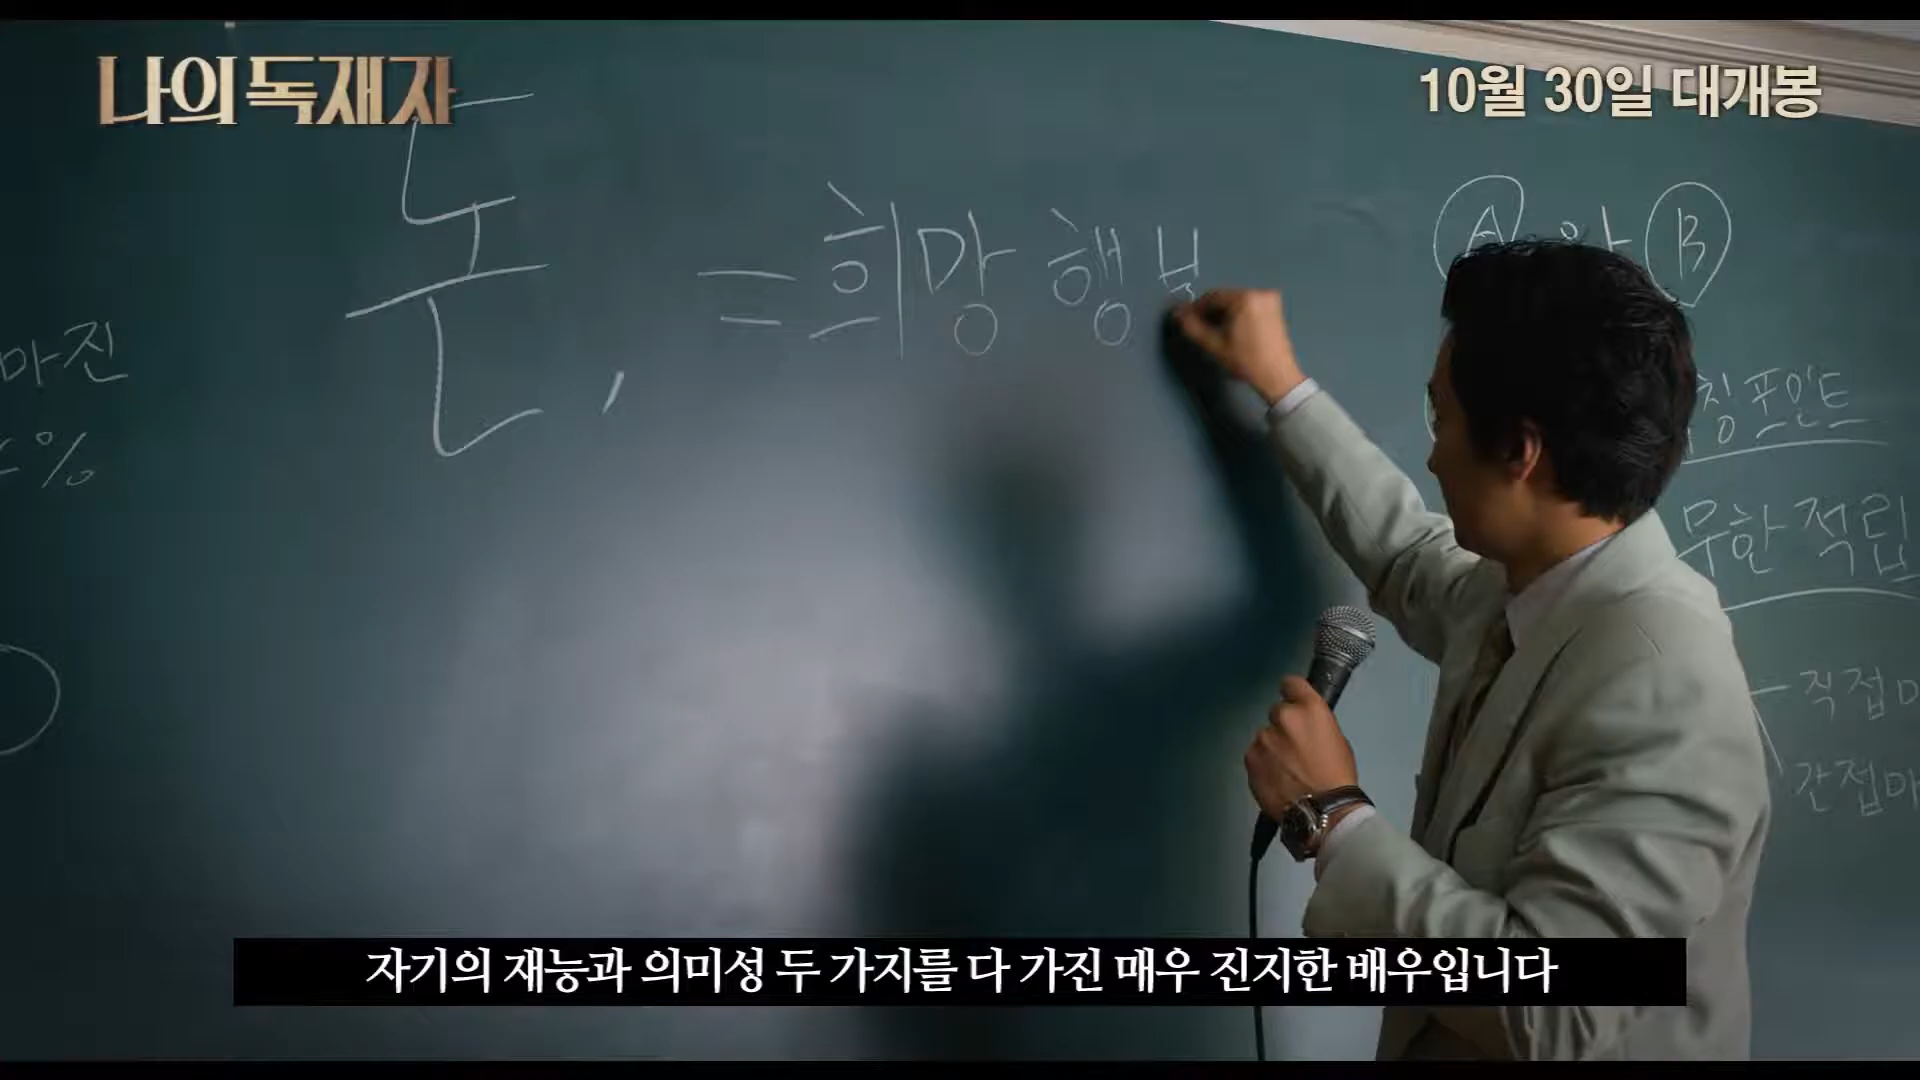 나의 독재자
10월 30일 대개봉
돈, = 희망 행
A 와 B
마진
%
포인트
무한적립
직접
간접
자기의 재능과 의미성 두 가지를 다 가진 매우 진지한 배우입니다